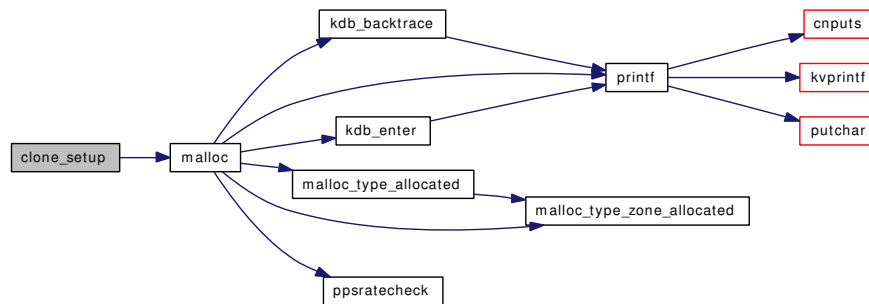 kdb_backtrace
cnputs
printf
kvprintf
kdb_enter
putchar
clone_setup
malloc
malloc_type_allocated
malloc_type_zone_allocated
ppsratecheck